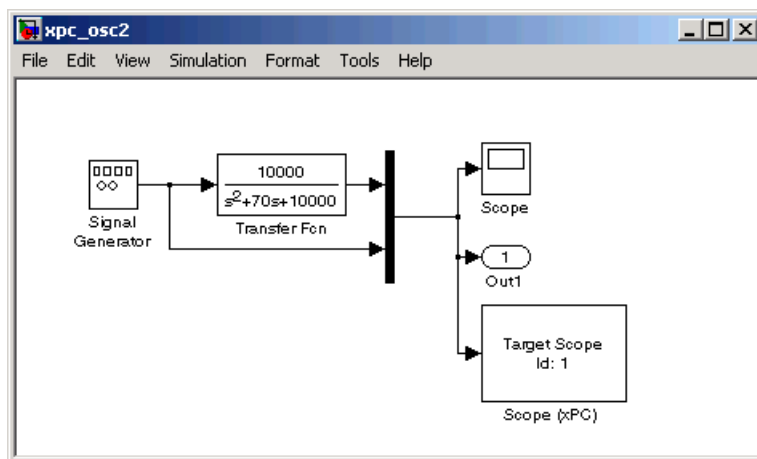 xpc_osc2
File Edit View Simulation Format Tools Help
Signal
Generator
10000
s²+70s+10000
Transfer Fcn
Scope
1
Out1
Target Scope
Id: 1
Scope (xPC)